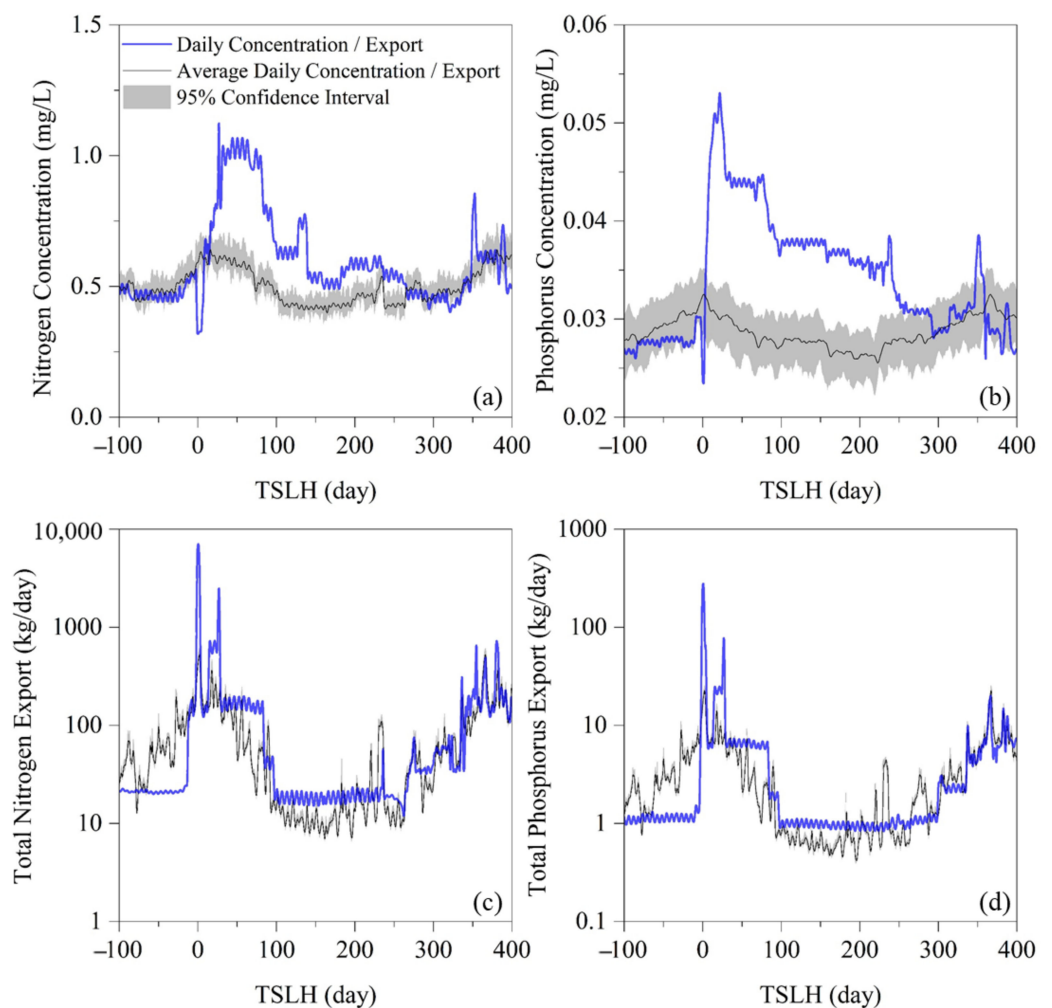 1.5
Daily Concentration / Export
Average Daily Concentration / Export
95% Confidence Interval
1.0
0.5
0.0
Nitrogen Concentration (mg/L)
(a)
−100 0 100 200 300 400
TSLH (day)
0.06
0.05
0.04
0.03
0.02
Phosphorus Concentration (mg/L)
(b)
−100 0 100 200 300 400
TSLH (day)
10,000
1000
100
10
1
Total Nitrogen Export (kg/day)
(c)
−100 0 100 200 300 400
TSLH (day)
1000
100
10
1
0.1
Total Phosphorus Export (kg/day)
(d)
−100 0 100 200 300 400
TSLH (day)